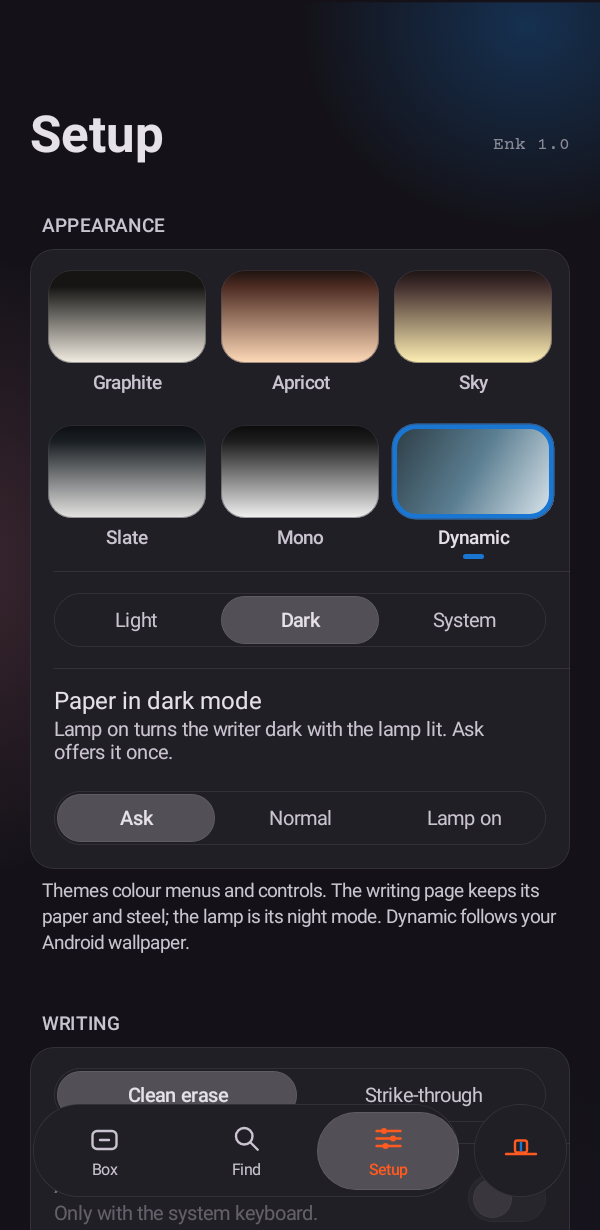 Setup
Enk 1.0
APPEARANCE
Graphite
Apricot
Sky
Slate
Mono
Dynamic
Light
Dark
System
Paper in dark mode
Lamp on turns the writer dark with the lamp lit. Ask
offers it once.
Ask
Normal
Lamp on
Themes colour menus and controls. The writing page keeps its
paper and steel; the lamp is its night mode. Dynamic follows your
Android wallpaper.
WRITING
Clean erase
Strike-through
Box
Find
Setup
Only with the system keyboard.